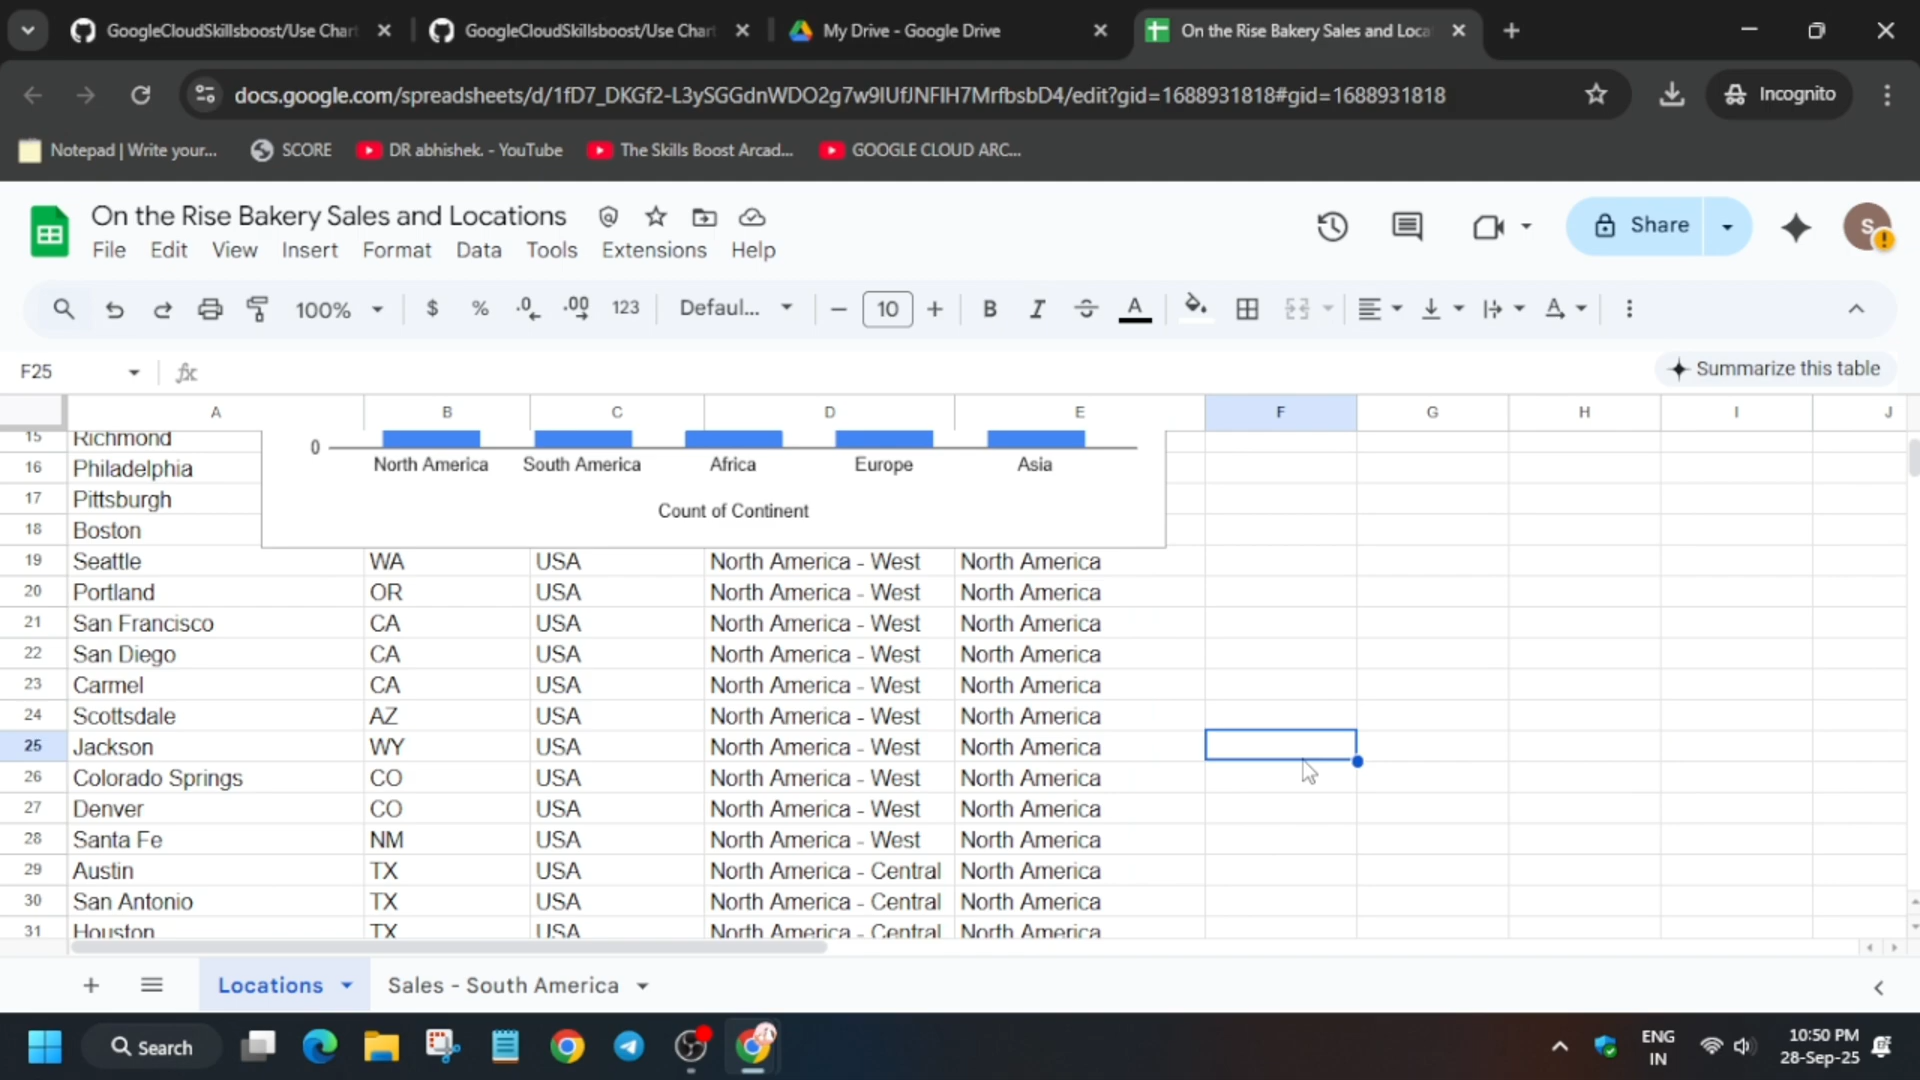 GoogleCloudSkillsboost/Use Chart
GoogleCloudSkillsboost/Use Chart
My Drive - Google Drive
On the Rise Bakery Sales and Loca
docs.google.com/spreadsheets/d/1fD7_DKGf2-L3ySGGdnWDO2g7w9IUfJNFIH7MrfbsbD4/edit?gid=1688931818#gid=1688931818
Incognito
Notepad | Write your...
SCORE
DR abhishek. - YouTube
The Skills Boost Arcad...
GOOGLE CLOUD ARC...
On the Rise Bakery Sales and Locations
File Edit View Insert Format Data Tools Extensions Help
Share
S
100% $ % .0 .00 123 Defaul... - 10 + B I A
F25 fx
Summarize this table
A B C D E F G H I J
15 Richmond
16 Philadelphia
17 Pittsburgh
18 Boston
0
North America South America Africa Europe Asia
Count of Continent
19 Seattle WA USA North America - West North America
20 Portland OR USA North America - West North America
21 San Francisco CA USA North America - West North America
22 San Diego CA USA North America - West North America
23 Carmel CA USA North America - West North America
24 Scottsdale AZ USA North America - West North America
25 Jackson WY USA North America - West North America
26 Colorado Springs CO USA North America - West North America
27 Denver CO USA North America - West North America
28 Santa Fe NM USA North America - West North America
29 Austin TX USA North America - Central North America
30 San Antonio TX USA North America - Central North America
31 Houston TX USA North America - Central North America
Locations
Sales - South America
Search
ENG
IN
10:50 PM
28-Sep-25